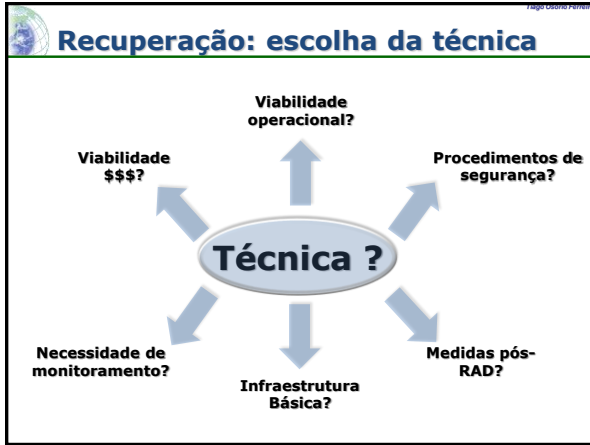 Tiago Osório Ferreira
Recuperação: escolha da técnica
Viabilidade
operacional?
Viabilidade
$$$?
Procedimentos de
segurança?
Técnica ?
Necessidade de
monitoramento?
Medidas pós-
RAD?
Infraestrutura
Básica?